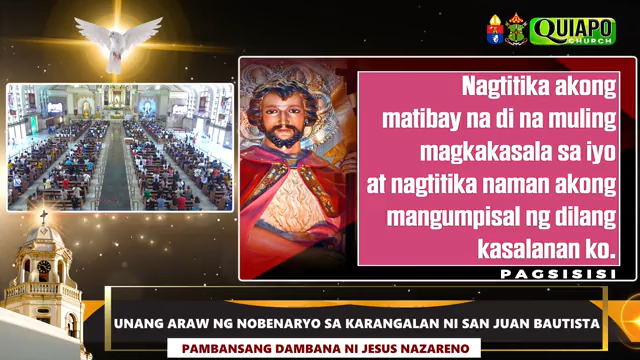 QUIAPO
CHURCH
Nagtitika akong
matibay na di na muling
magkakasala sa iyo
at nagtitika naman akong
mangumpisal ng dilang
kasalanan ko.
PAGSISISI
UNANG ARAW NG NOBENARYO SA KARANGALAN NI SAN JUAN BAUTISTA
PAMBANSANG DAMBANA NI JESUS NAZARENO